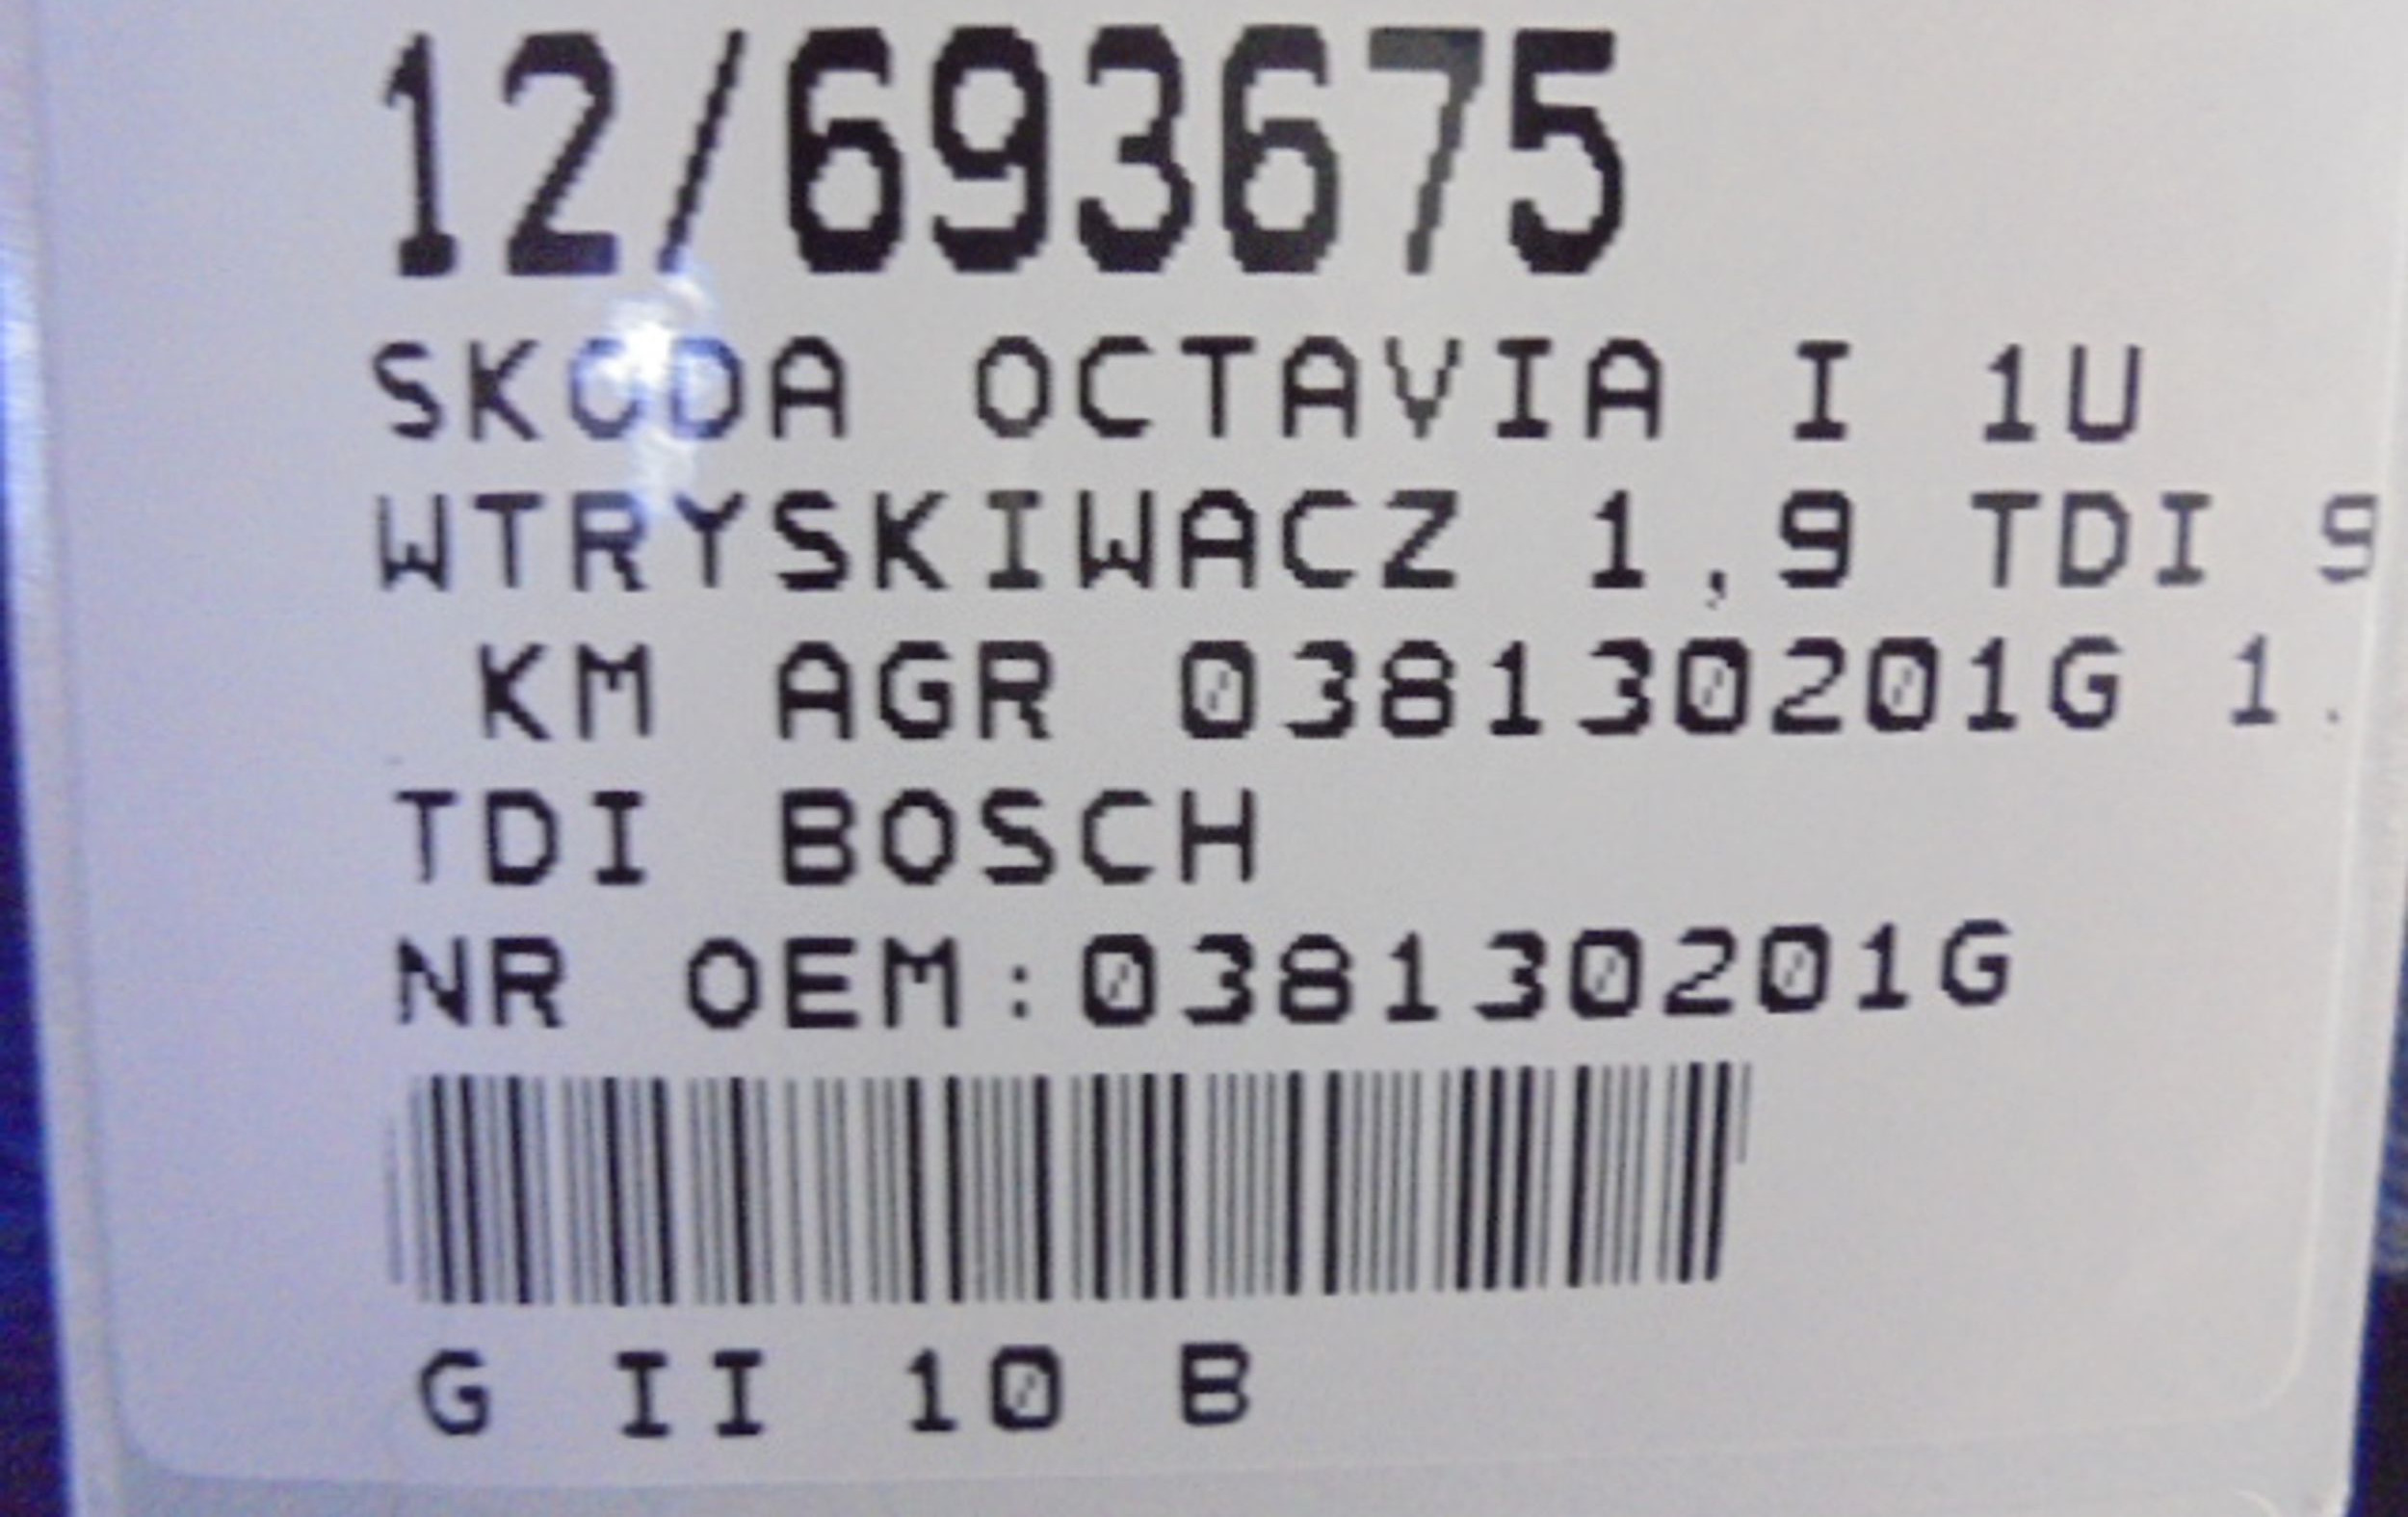 12/693675
SKODA OCTAVIA I 1U
WTRYSKIWACZ 1,9 TDI 9
KM AGR 038130201G 1.
TDI BOSCH
NR OEM:038130201G
G II 10 B